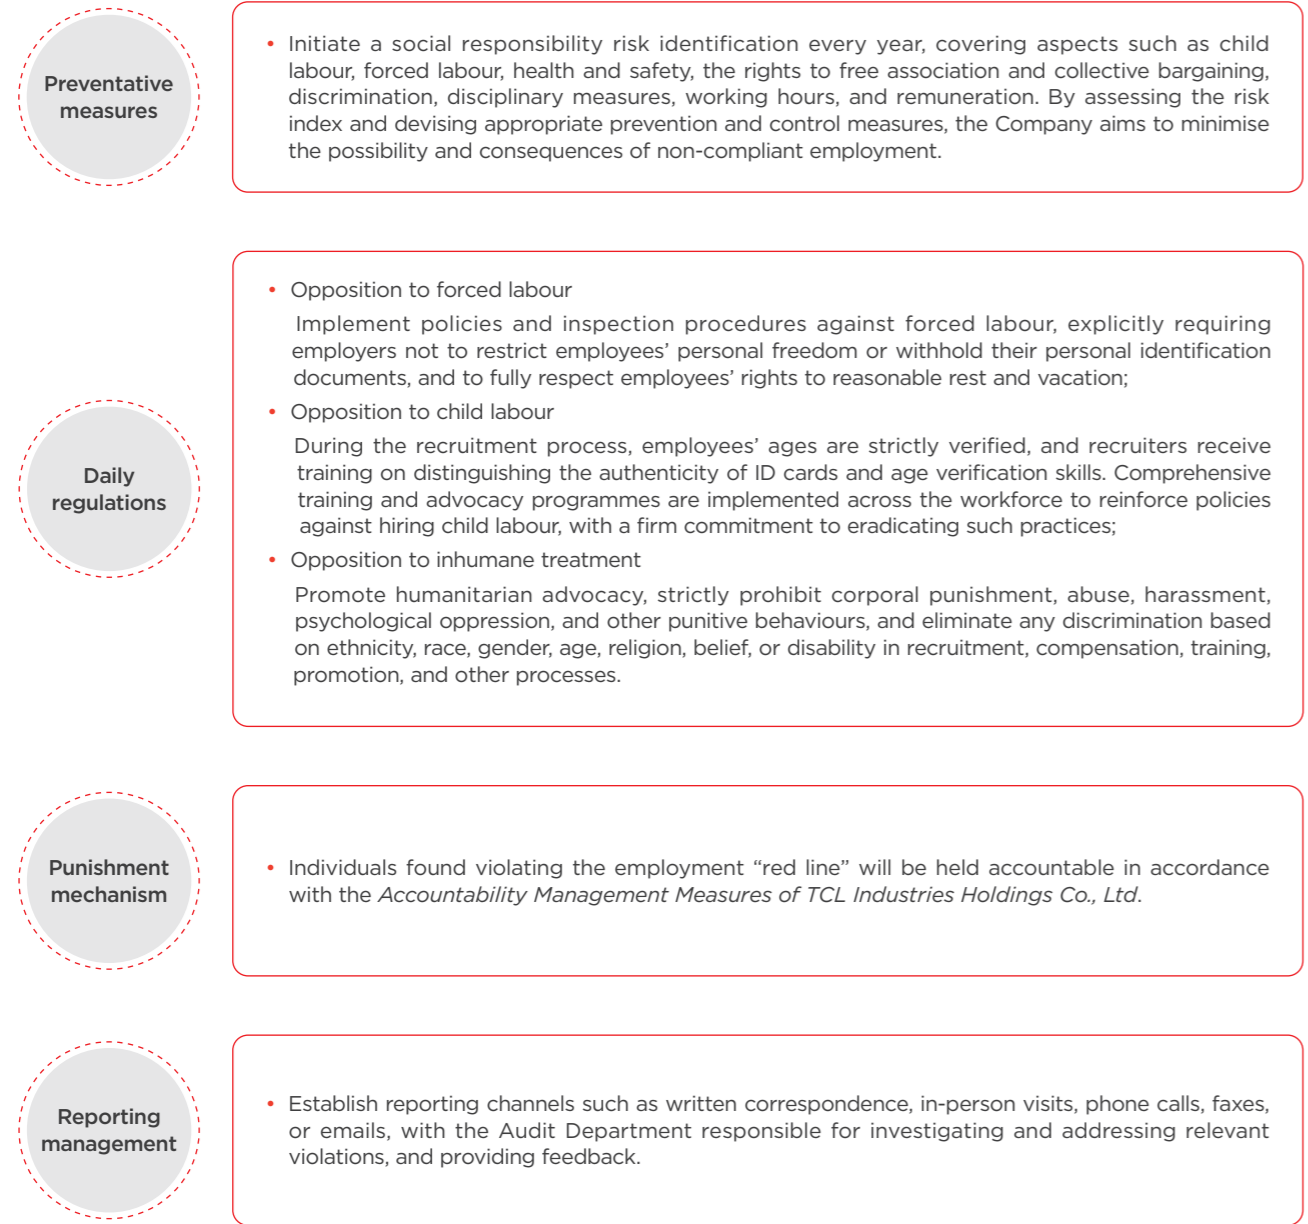 Preventative
measures
• Initiate a social responsibility risk identification every year, covering aspects such as child
labour, forced labour, health and safety, the rights to free association and collective bargaining,
discrimination, disciplinary measures, working hours, and remuneration. By assessing the risk
index and devising appropriate prevention and control measures, the Company aims to minimise
the possibility and consequences of non-compliant employment.
Daily
regulations
• Opposition to forced labour
Implement policies and inspection procedures against forced labour, explicitly requiring
employers not to restrict employees’ personal freedom or withhold their personal identification
documents, and to fully respect employees’ rights to reasonable rest and vacation;
• Opposition to child labour
During the recruitment process, employees’ ages are strictly verified, and recruiters receive
training on distinguishing the authenticity of ID cards and age verification skills. Comprehensive
training and advocacy programmes are implemented across the workforce to reinforce policies
against hiring child labour, with a firm commitment to eradicating such practices;
• Opposition to inhumane treatment
Promote humanitarian advocacy, strictly prohibit corporal punishment, abuse, harassment,
psychological oppression, and other punitive behaviours, and eliminate any discrimination based
on ethnicity, race, gender, age, religion, belief, or disability in recruitment, compensation, training,
promotion, and other processes.
Punishment
mechanism
• Individuals found violating the employment “red line” will be held accountable in accordance
with the Accountability Management Measures of TCL Industries Holdings Co., Ltd.
Reporting
management
• Establish reporting channels such as written correspondence, in-person visits, phone calls, faxes,
or emails, with the Audit Department responsible for investigating and addressing relevant
violations, and providing feedback.